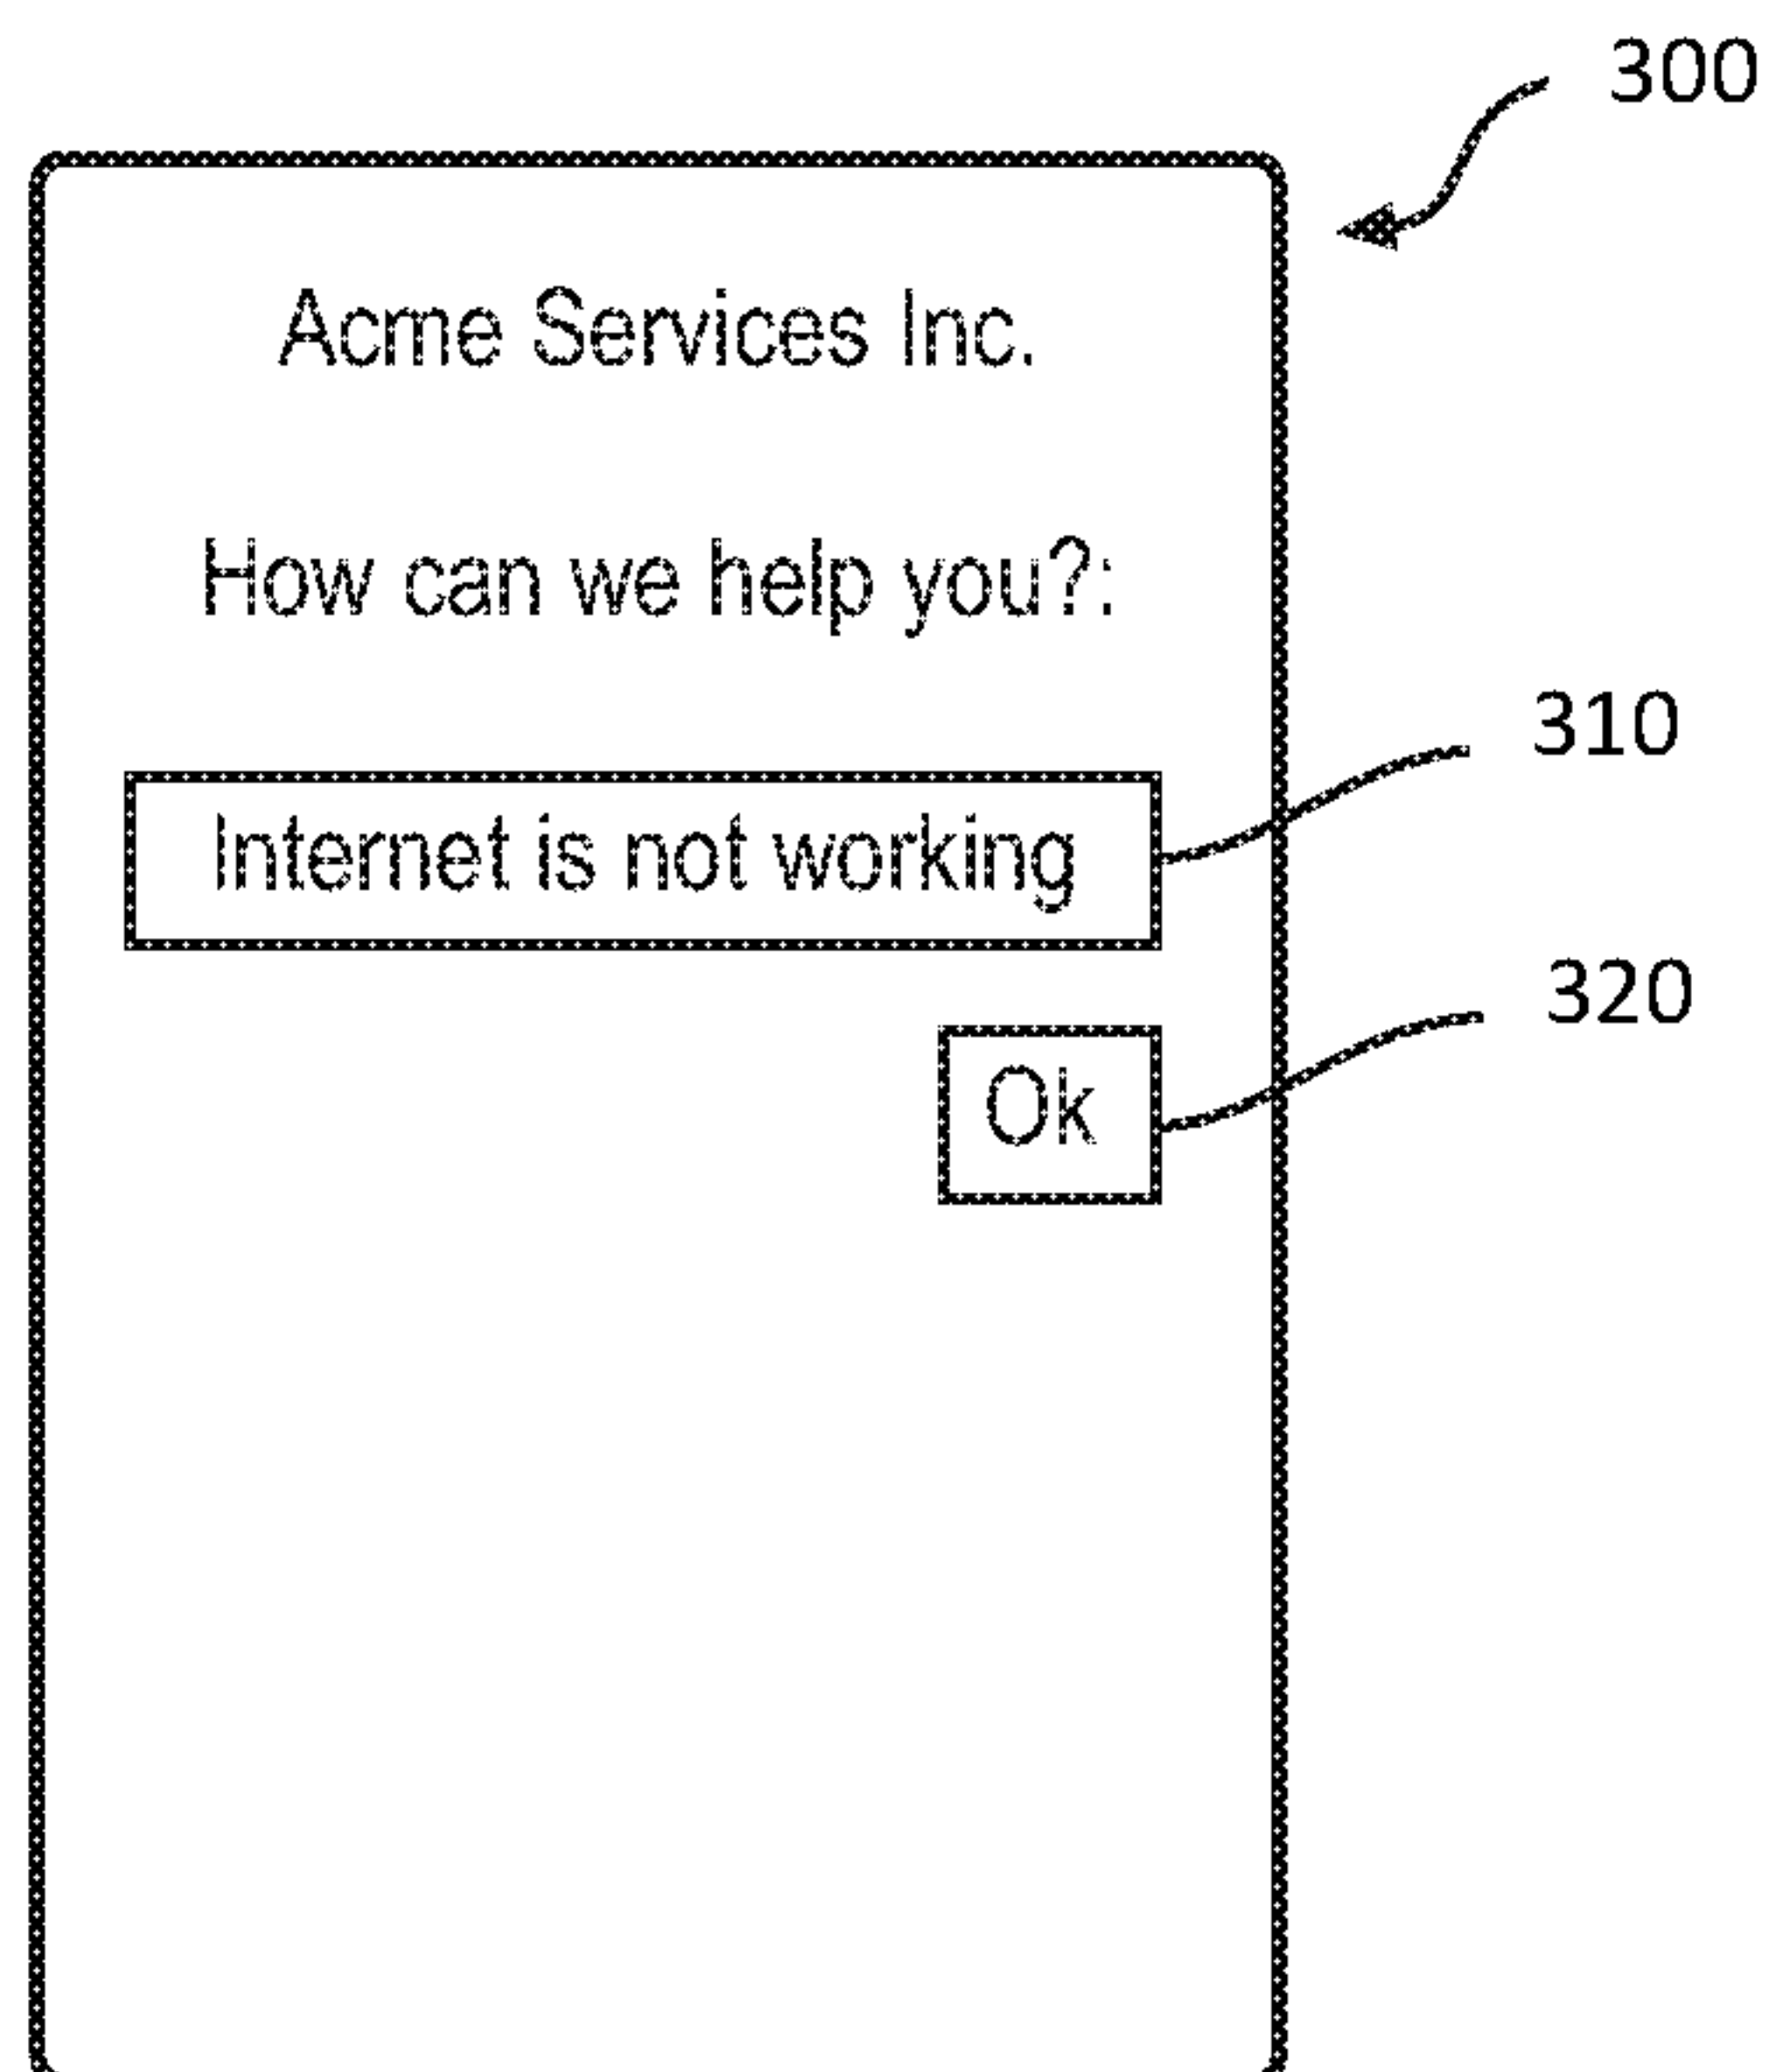 300
Acme Services Inc.
How can we help you?:
310
Internet is not working
320
Ok